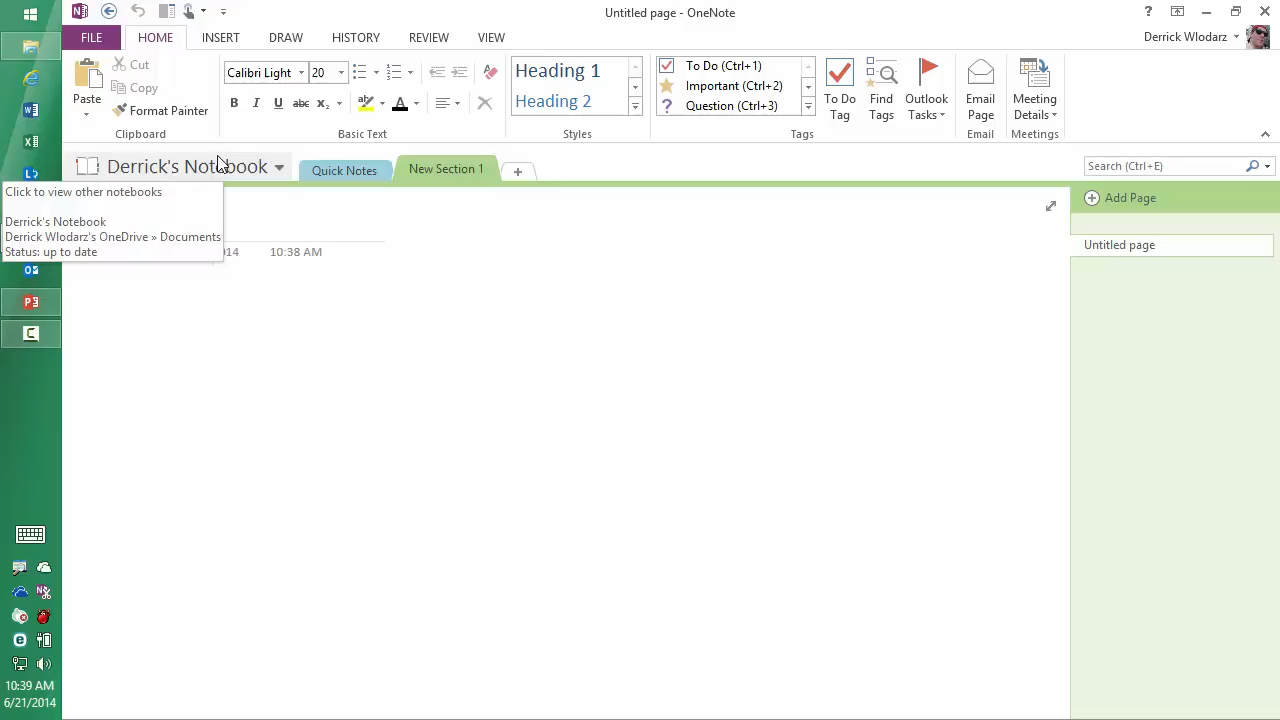 Untitled page - OneNote
FILE HOME INSERT DRAW HISTORY REVIEW VIEW
Derrick Wlodarz
Paste
Cut
Copy
Format Painter
Clipboard
Calibri Light 20
B I U abc X₂
A
Basic Text
Heading 1
Heading 2
Styles
To Do (Ctrl+1)
Important (Ctrl+2)
? Question (Ctrl+3)
Tags
To Do
Tag
Find
Tags
Outlook
Tasks
Email
Page
Email
Meeting
Details
Meetings
Derrick's Notebook
Quick Notes
New Section 1
+
Search (Ctrl+E)
Click to view other notebooks
Derrick's Notebook
Derrick Wlodarz's OneDrive » Documents
Status: up to date
014 10:38 AM
Add Page
Untitled page
10:39 AM
6/21/2014